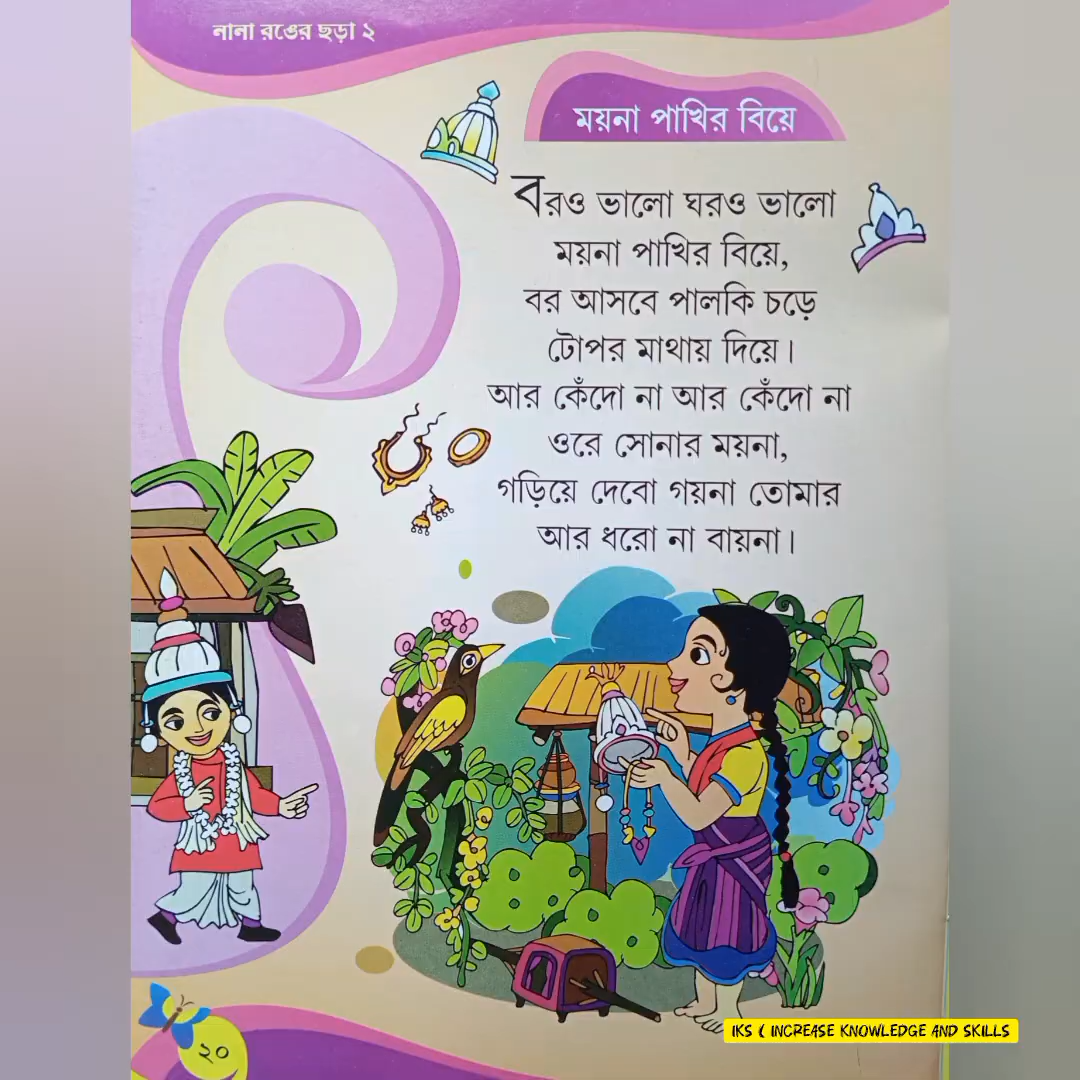 নানা রঙের ছড়া ২
ময়না পাখির বিয়ে
বরও ভালো ঘরও ভালো
ময়না পাখির বিয়ে,
বর আসবে পালকি চড়ে
টোপর মাথায় দিয়ে।
আর কেঁদো না আর কেঁদো না
ওরে সোনার ময়না,
গড়িয়ে দেবো গয়না তোমার
আর ধরো না বায়না।
২০
IKS ( INCREASE KNOWLEDGE AND SKILLS